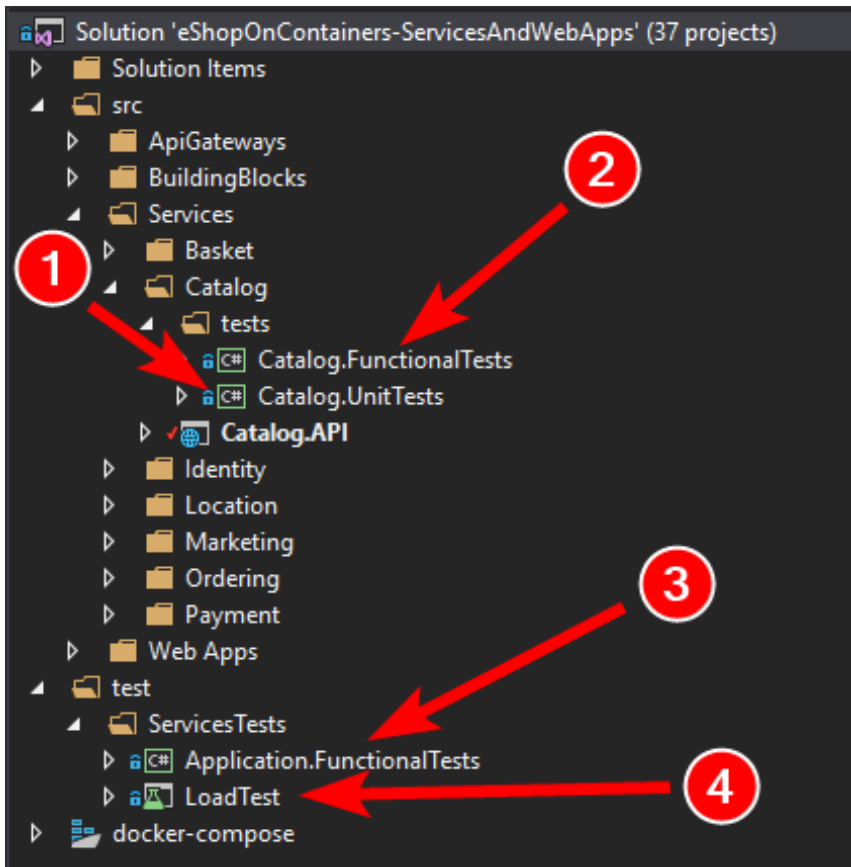 Solution 'eShopOnContainers-ServicesAndWebApps' (37 projects)
Solution Items
src
ApiGateways
BuildingBlocks
2
Services
Basket
1
Catalog
tests
C# Catalog.FunctionalTests
C# Catalog.UnitTests
Catalog.API
Identity
Location
Marketing
Ordering
3
Payment
Web Apps
test
ServicesTests
C# Application.FunctionalTests
LoadTest
4
docker-compose